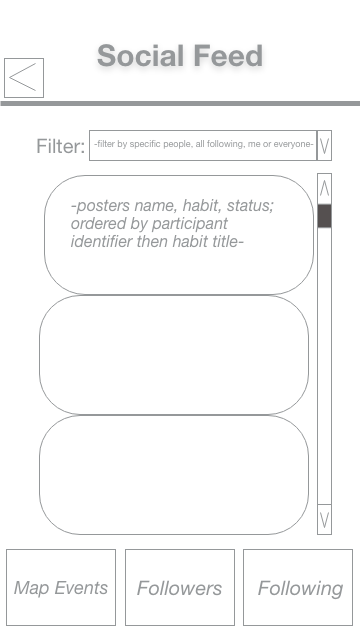 Social Feed
Filter:
-filter by specific people, all following, me or everyone-
-posters name, habit, status;
ordered by participant
identifier then habit title-
Map Events
Followers
Following